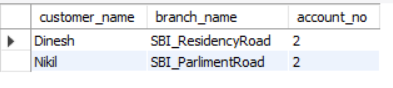 customer_name branch_name account_no
Dinesh SBI_ResidencyRoad 2
Nikil SBI_ParlimentRoad 2